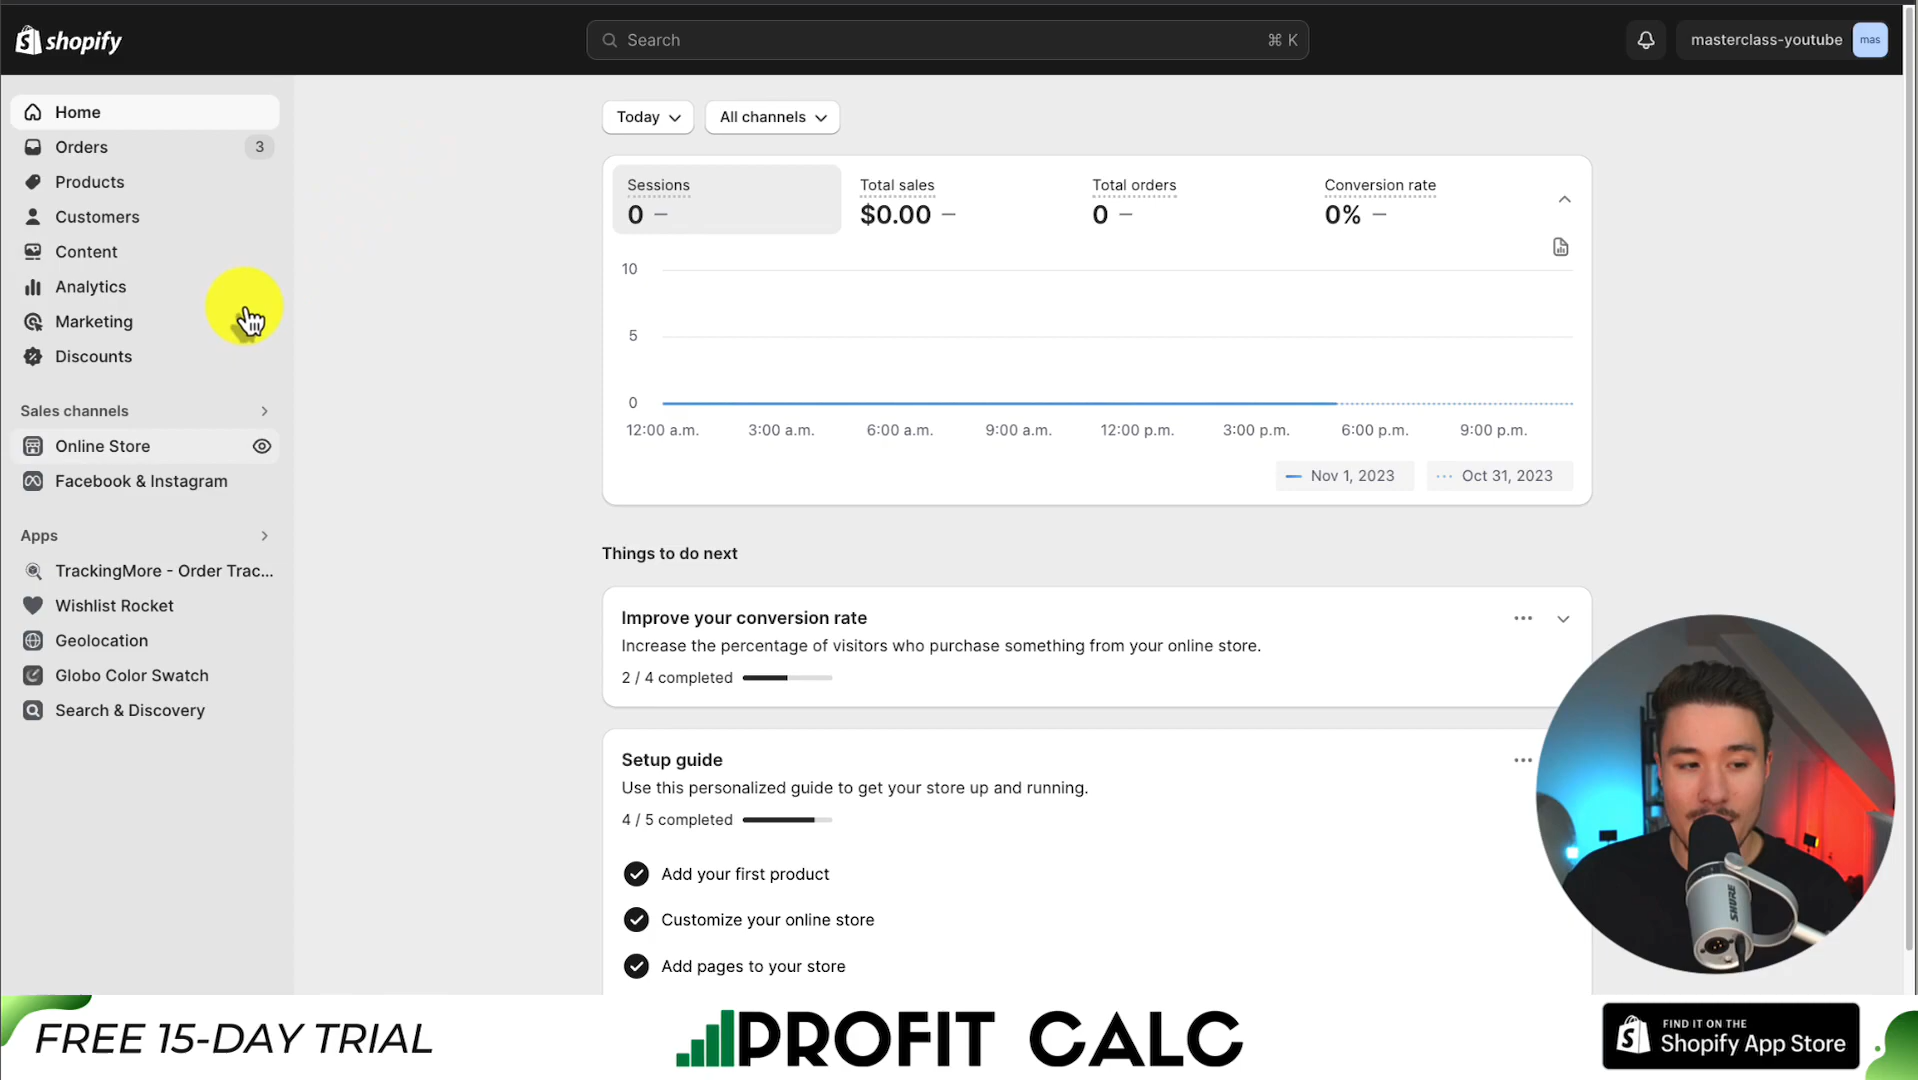 shopify
Search
⌘ K
masterclass-youtube
mas
Home
Orders
3
Products
Customers
Content
Analytics
Marketing
Discounts
Sales channels
Online Store
Facebook & Instagram
Apps
TrackingMore - Order Trac...
Wishlist Rocket
Geolocation
Globo Color Swatch
Search & Discovery
Today
All channels
Sessions
0 –
Total sales
$0.00 –
Total orders
0 –
Conversion rate
0% –
10
5
0
12:00 a.m.
3:00 a.m.
6:00 a.m.
9:00 a.m.
12:00 p.m.
3:00 p.m.
6:00 p.m.
9:00 p.m.
Nov 1, 2023
Oct 31, 2023
Things to do next
Improve your conversion rate
Increase the percentage of visitors who purchase something from your online store.
2 / 4 completed
Setup guide
Use this personalized guide to get your store up and running.
4 / 5 completed
Add your first product
Customize your online store
Add pages to your store
SHURE
FREE 15-DAY TRIAL
PROFIT CALC
FIND IT ON THE
Shopify App Store